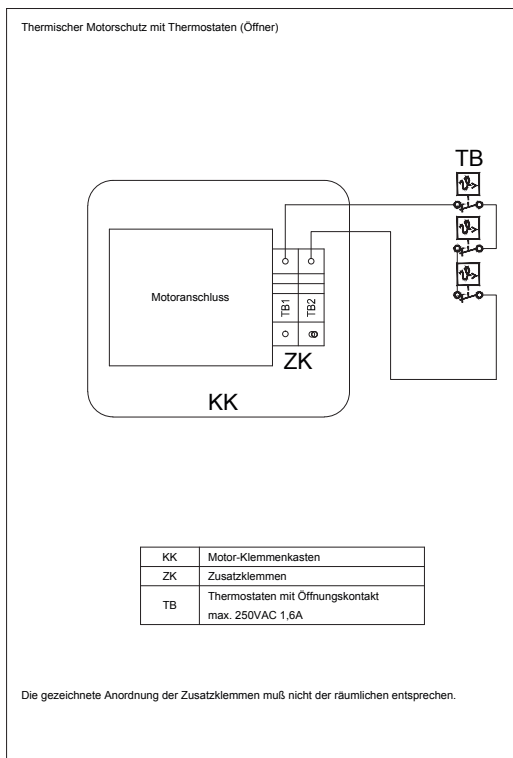 Thermischer Motorschutz mit Thermostaten (Öffner)
TB
Motoranschluss
TB1
TB2
ZK
KK
KK Motor-Klemmenkasten
ZK Zusatzklemmen
TB Thermostaten mit Öffnungskontakt
max. 250VAC 1,6A
Die gezeichnete Anordnung der Zusatzklemmen muß nicht der räumlichen entsprechen.